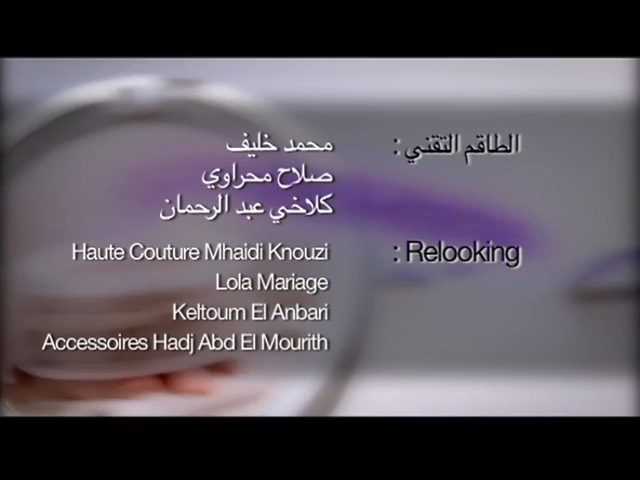 الطاقم التقني : محمد خليف
صلاح محراوي
كلاخي عبد الرحمان
Relooking : Haute Couture Mhaidi Knouzi
Lola Mariage
Keltoum El Anbari
Accessoires Hadj Abd El Mourith